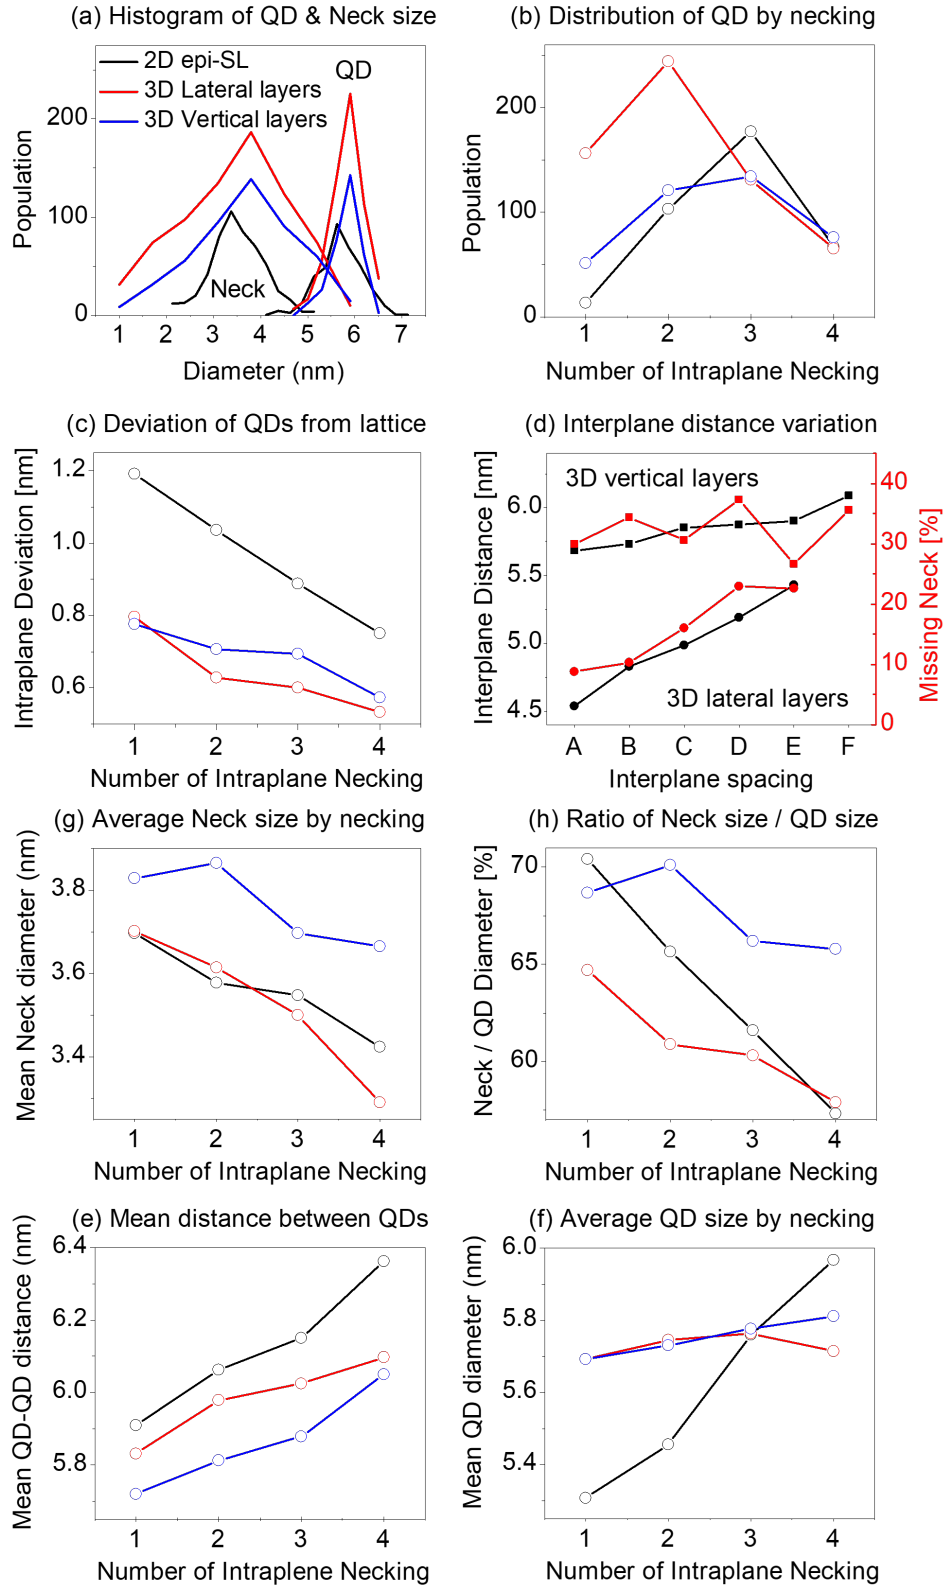 (a) Histogram of QD & Neck size
2D epi-SL
3D Lateral layers
3D Vertical layers
QD
Neck
Population
0
100
200
1 2 3 4 5 6 7
Diameter (nm)
(b) Distribution of QD by necking
Population
0
100
200
1 2 3 4
Number of Intraplane Necking
(c) Deviation of QDs from lattice
Intraplane Deviation [nm]
1.2
1.0
0.8
0.6
1 2 3 4
Number of Intraplane Necking
(d) Interplane distance variation
Interplane Distance [nm]
6.0
5.5
5.0
4.5
3D vertical layers
3D lateral layers
40
30
20
10
0
Missing Neck [%]
A B C D E F
Interplane spacing
(g) Average Neck size by necking
Mean Neck diameter (nm)
3.8
3.6
3.4
1 2 3 4
Number of Intraplane Necking
(h) Ratio of Neck size / QD size
Neck / QD Diameter [%]
70
65
60
1 2 3 4
Number of Intraplane Necking
(e) Mean distance between QDs
Mean QD-QD distance (nm)
6.4
6.2
6.0
5.8
1 2 3 4
Number of Intraplene Necking
(f) Average QD size by necking
Mean QD diameter (nm)
6.0
5.8
5.6
5.4
1 2 3 4
Number of Intraplane Necking